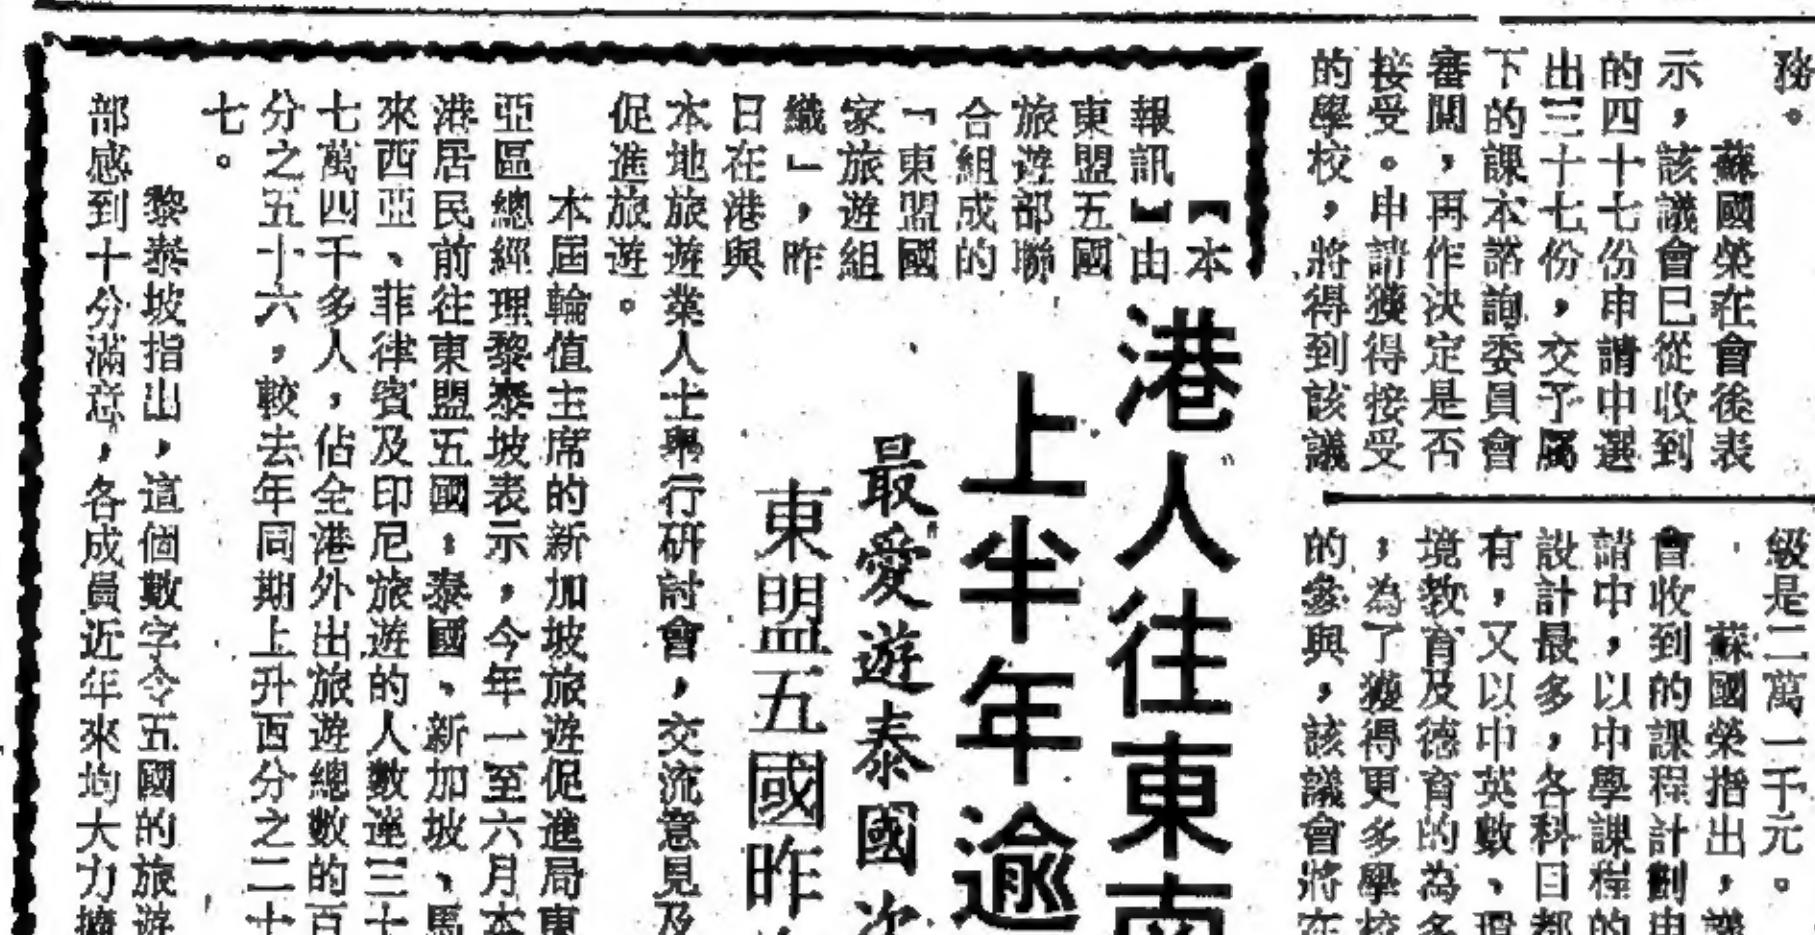 務。
蘇國榮在會後表
示，該議會已從收到
的四十七份申請中選
出三十七份，交予屬
下的課本諮詢委員會
審閱，再作決定是否
接受。申請獲得接受
的學校，將得到該議
級是二萬一千元。
蘇國榮指出，議
會收到的課程計劃申
請中，以中學課程的
設計最多，各科目都
有，又以中英數、環
境教育及德育的為多
，為了獲得更多學校
的參與，該議會將在
港人往東南
上半年逾
最愛遊泰國次
東盟五國昨
【本
報訊】由
東盟五國
旅遊部聯
合組成的
「東盟國
家旅遊組
織」，昨
日在港與
本地旅遊業人士舉行研討會，交流意見及
促進旅遊。
本屆輪值主席的新加坡旅遊促進局東
亞區總經理黎泰坡表示，今年一至六月本
港居民前往東盟五國：泰國、新加坡、馬
來西亞、菲律賓及印尼旅遊的人數達三十
七萬四千多人，佔全港外出旅遊總數的百
分之五十六，較去年同期上升百分之二十
七。
黎泰坡指出，這個數字令五國的旅遊
部感到十分滿意，各成員近年來均大力擴